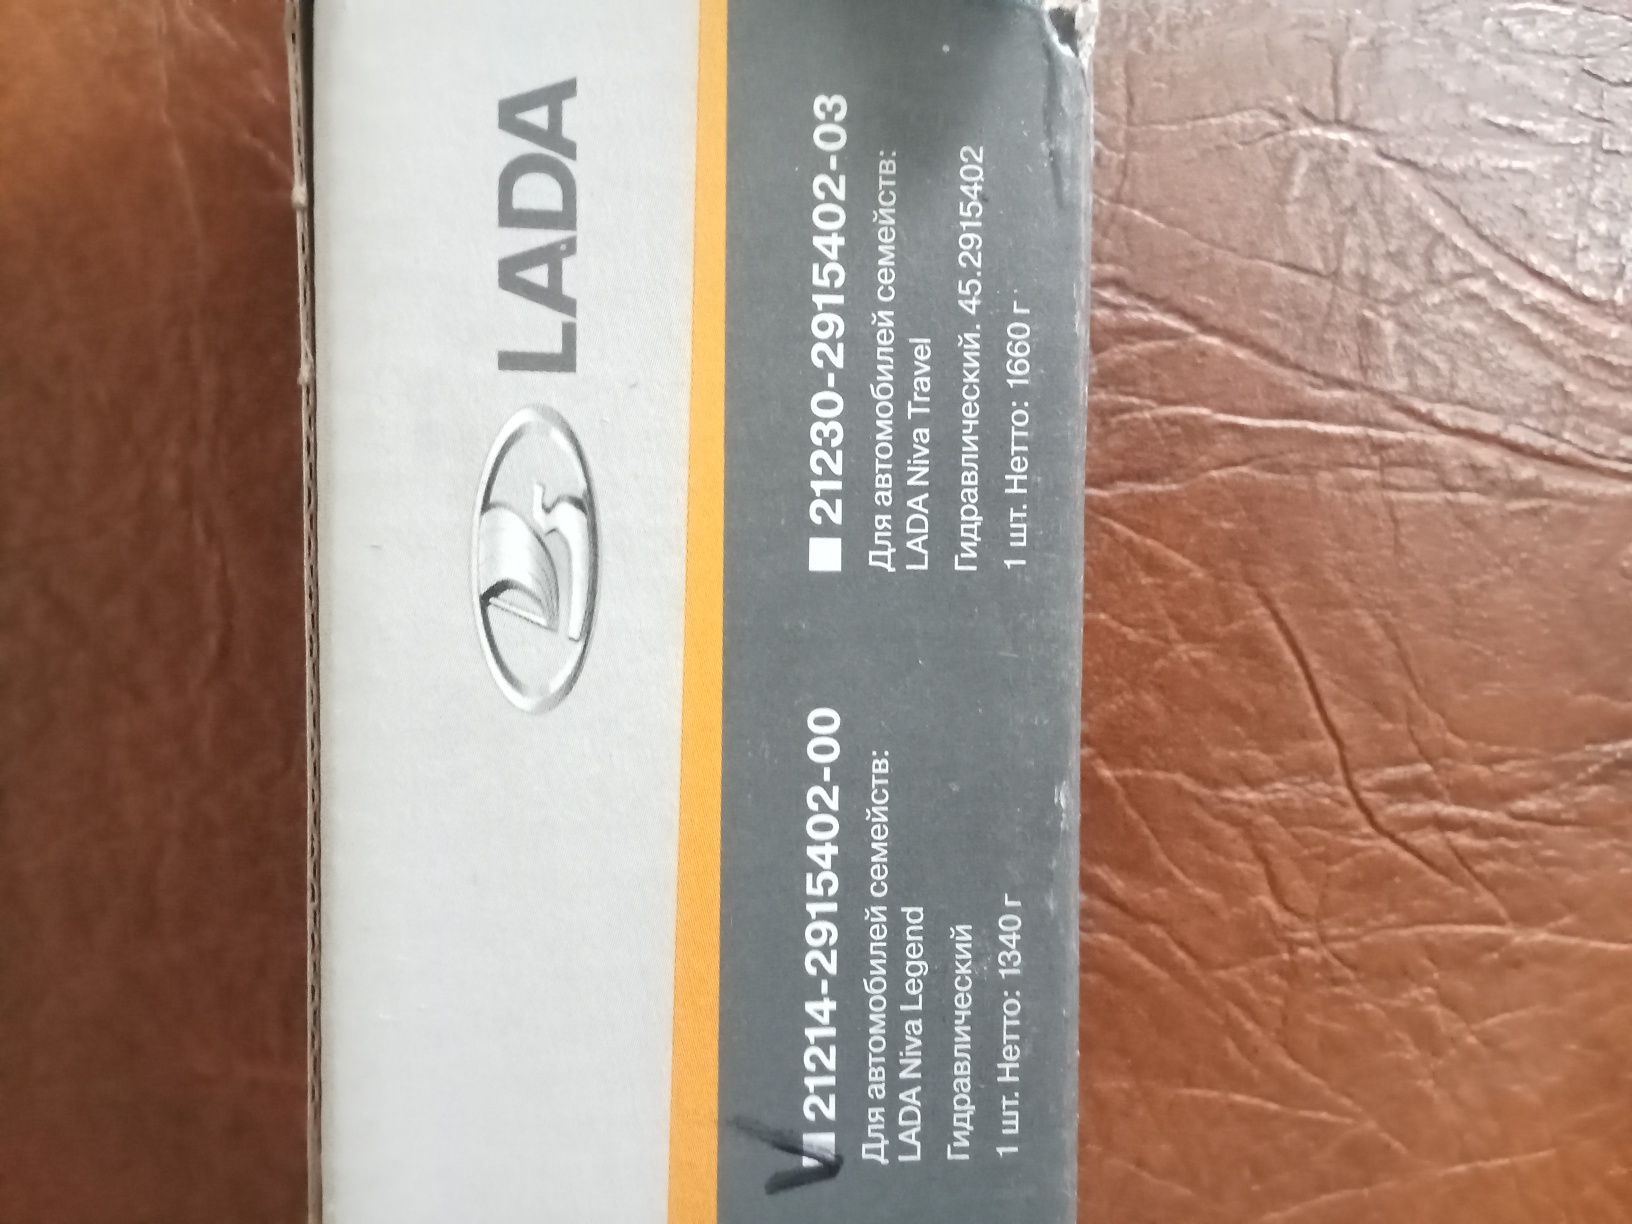 LADA
21214-2915402-00
Для автомобилей семейств:
LADA Niva Legend
Гидравлический
1 шт. Нетто: 1340 г
21230-2915402-03
Для автомобилей семейств:
LADA Niva Travel
Гидравлический. 45.2915402
1 шт. Нетто: 1660 г